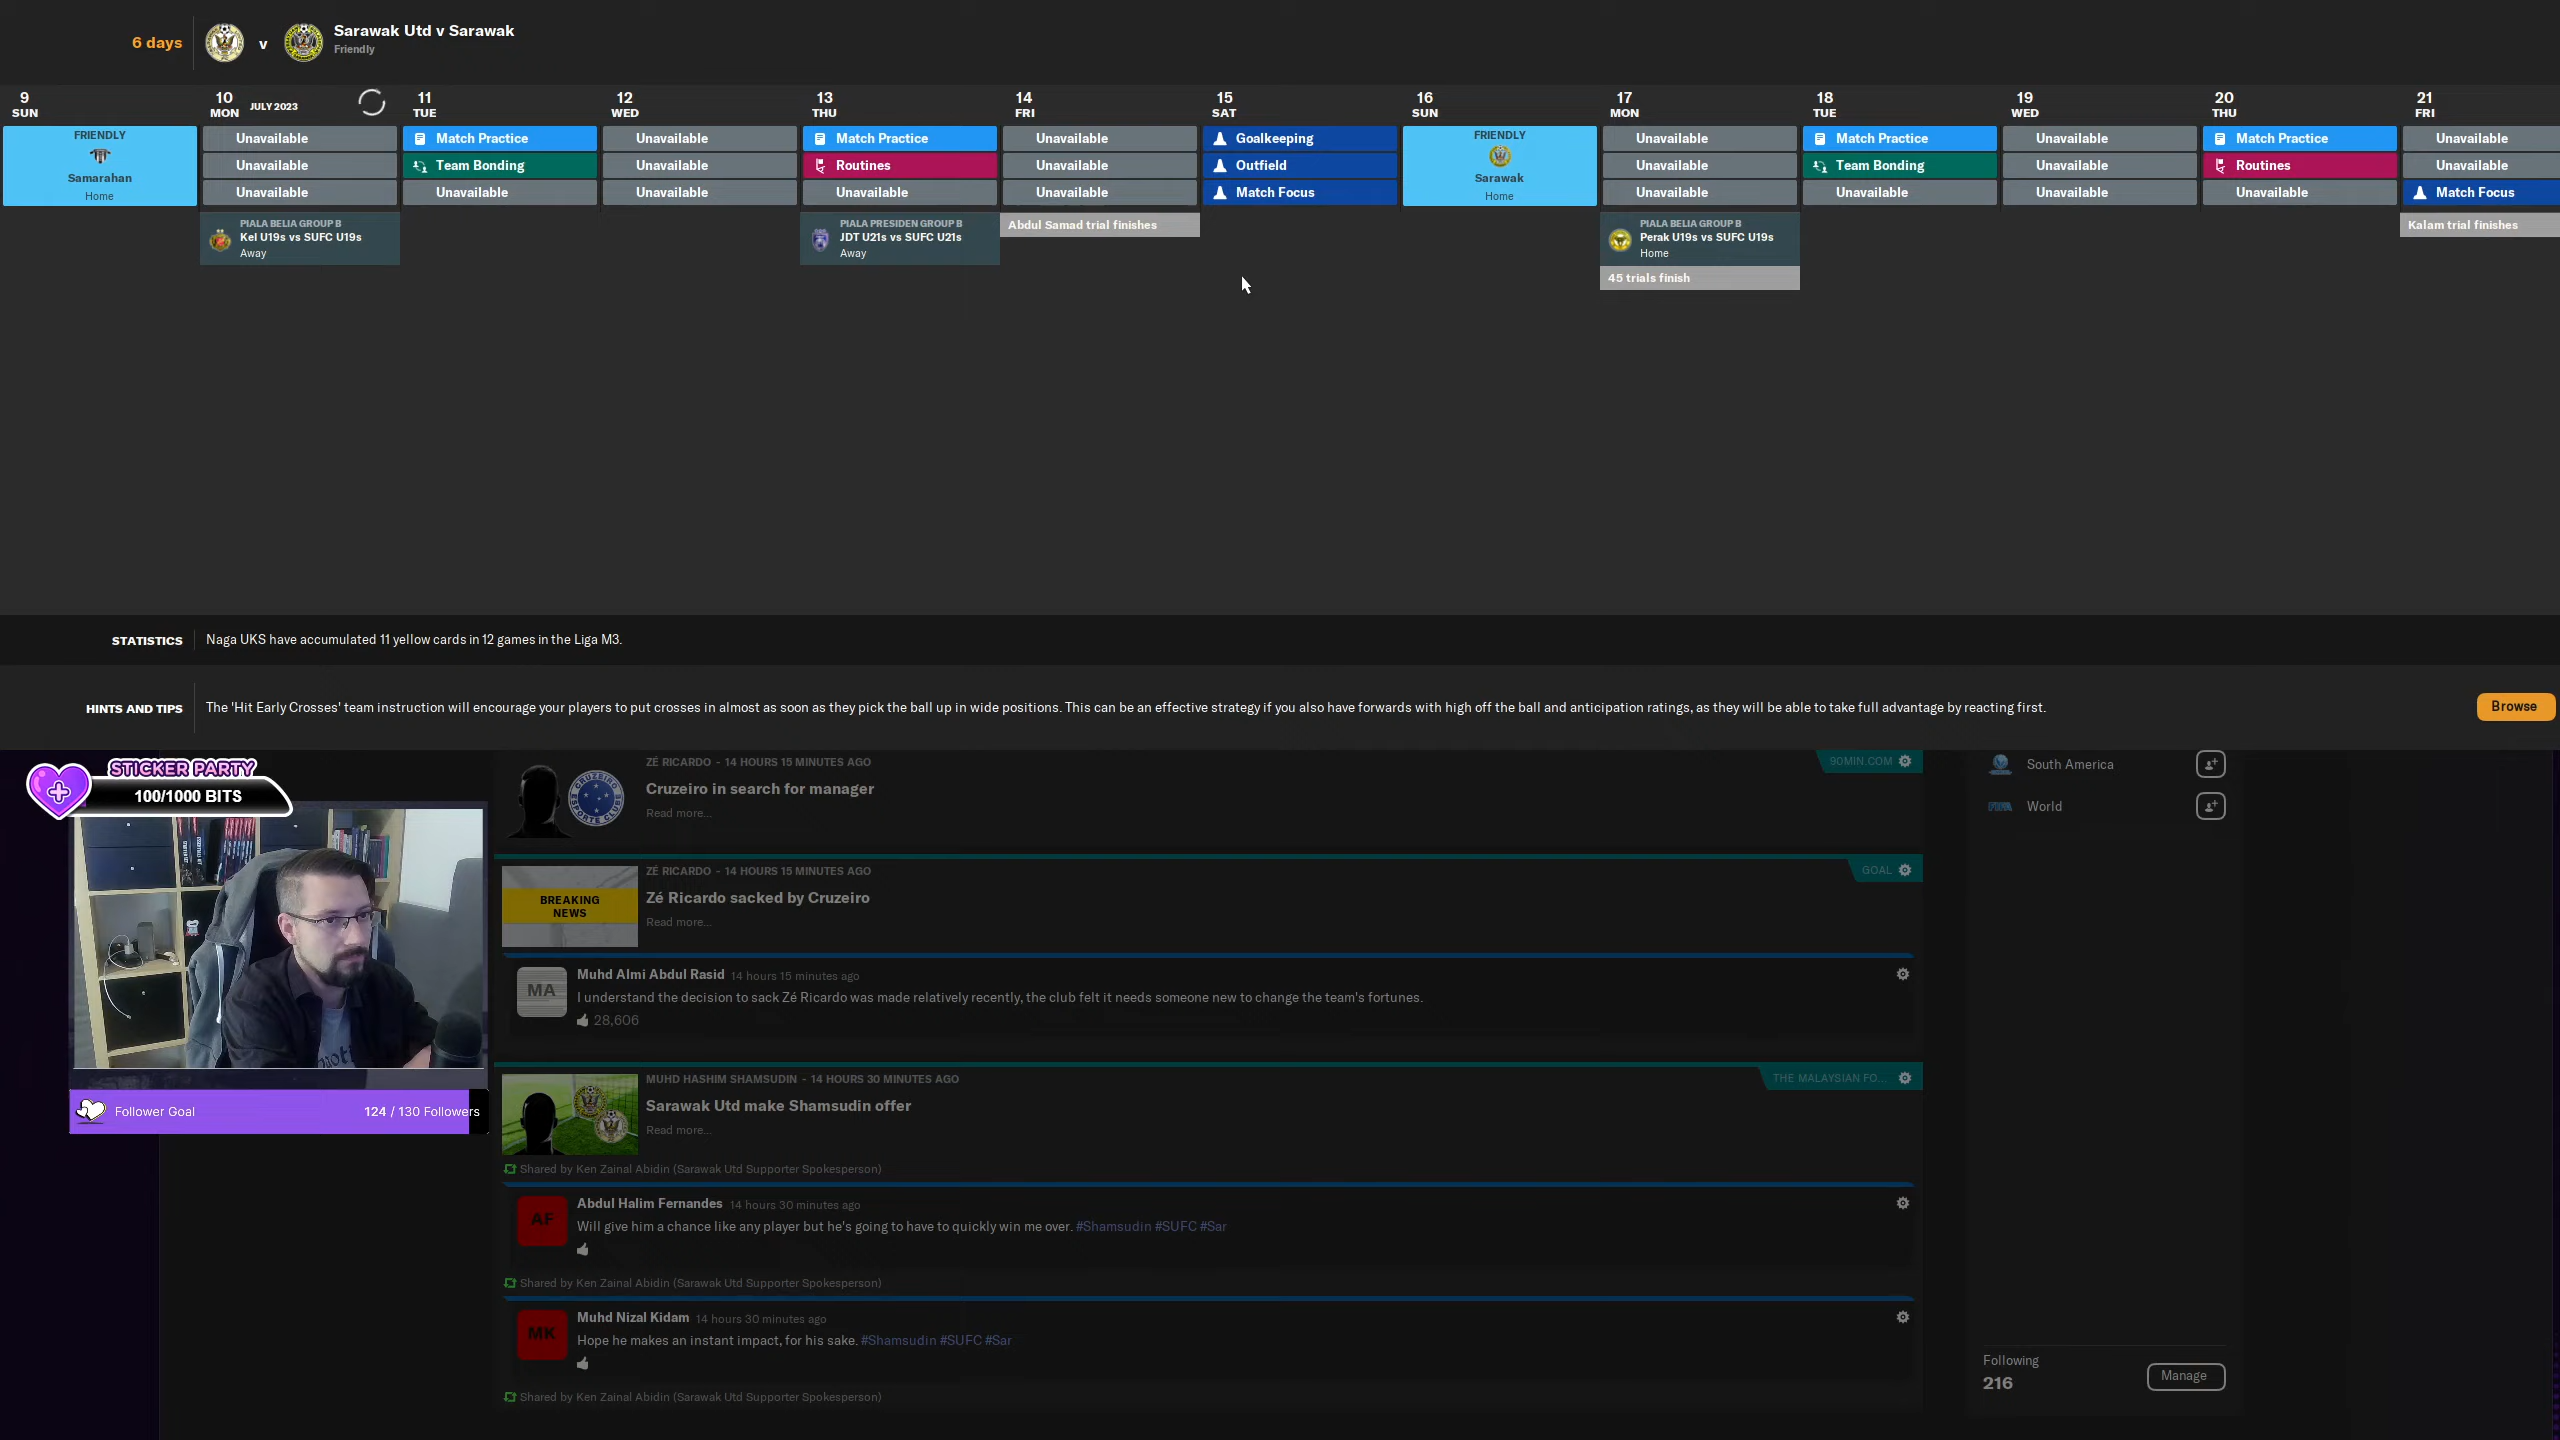 6 days
v
Sarawak Utd v Sarawak
Friendly
9
SUN
10
MON
JULY 2023
11
TUE
12
WED
13
THU
14
FRI
15
SAT
16
SUN
17
MON
18
TUE
19
WED
20
THU
21
FRI
FRIENDLY
Samarahan
Home
Unavailable
Unavailable
Unavailable
PIALA BELIA GROUP B
Kel U19s vs SUFC U19s
Away
Match Practice
Team Bonding
Unavailable
Unavailable
Unavailable
Unavailable
Match Practice
Routines
Unavailable
PIALA PRESIDEN GROUP B
JDT U21s vs SUFC U21s
Away
Unavailable
Unavailable
Unavailable
Abdul Samad trial finishes
Goalkeeping
Outfield
Match Focus
FRIENDLY
Sarawak
Home
Unavailable
Unavailable
Unavailable
PIALA BELIA GROUP B
Perak U19s vs SUFC U19s
Home
45 trials finish
Match Practice
Team Bonding
Unavailable
Unavailable
Unavailable
Unavailable
Match Practice
Routines
Unavailable
Unavailable
Unavailable
Match Focus
Kalam trial finishes
STATISTICS
Naga UKS have accumulated 11 yellow cards in 12 games in the Liga M3.
HINTS AND TIPS
The 'Hit Early Crosses' team instruction will encourage your players to put crosses in almost as soon as they pick the ball up in wide positions. This can be an effective strategy if you also have forwards with high off the ball and anticipation ratings, as they will be able to take full advantage by reacting first.
Browse
STICKER PARTY
100/1000 BITS
Follower Goal
124 / 130 Followers
ZÉ RICARDO - 14 HOURS 15 MINUTES AGO
90MIN.COM
Cruzeiro in search for manager
Read more...
ZÉ RICARDO - 14 HOURS 15 MINUTES AGO
GOAL
BREAKING
NEWS
Zé Ricardo sacked by Cruzeiro
Read more...
MA
Muhd Almi Abdul Rasid 14 hours 15 minutes ago
I understand the decision to sack Zé Ricardo was made relatively recently, the club felt it needs someone new to change the team's fortunes.
28,606
MUHD HASHIM SHAMSUDIN - 14 HOURS 30 MINUTES AGO
THE MALAYSIAN FO...
Sarawak Utd make Shamsudin offer
Read more...
Shared by Ken Zainal Abidin (Sarawak Utd Supporter Spokesperson)
AF
Abdul Halim Fernandes 14 hours 30 minutes ago
Will give him a chance like any player but he's going to have to quickly win me over. #Shamsudin #SUFC #Sar
Shared by Ken Zainal Abidin (Sarawak Utd Supporter Spokesperson)
MK
Muhd Nizal Kidam 14 hours 30 minutes ago
Hope he makes an instant impact, for his sake. #Shamsudin #SUFC #Sar
Shared by Ken Zainal Abidin (Sarawak Utd Supporter Spokesperson)
South America
FIFA
World
Following
216
Manage